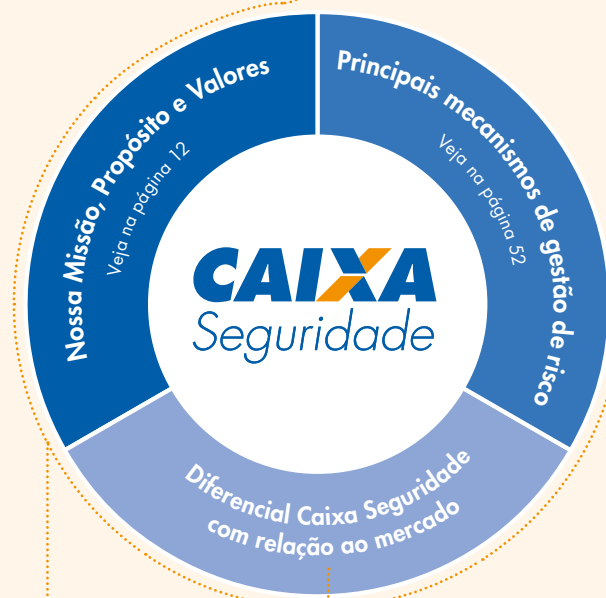 Nossa Missão, Propósito e Valores
Veja na página 12
Principais mecanismos de gestão de risco
Veja na página 52
CAIXA
Seguridade
Diferencial Caixa Seguridade
com relação ao mercado